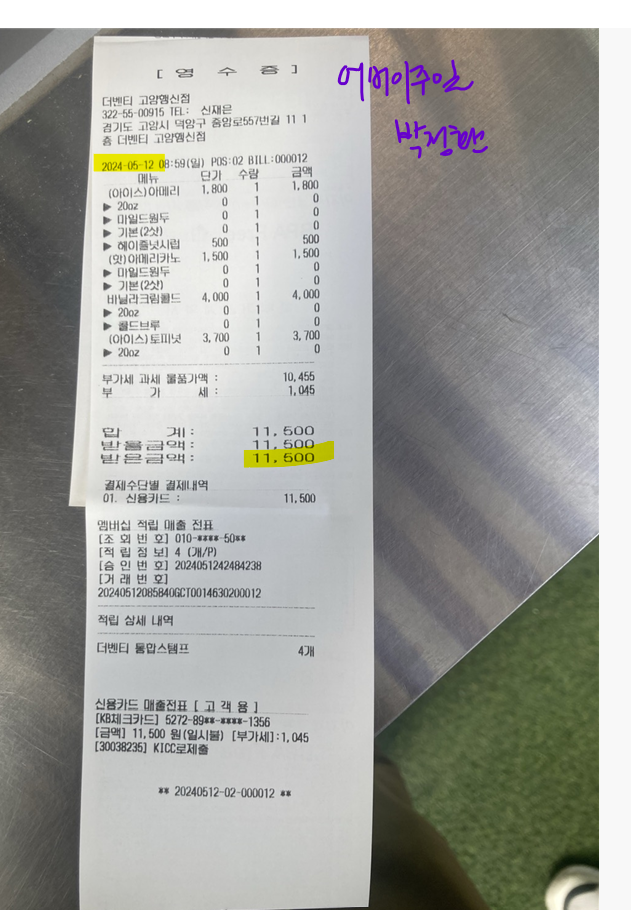 [ 영 수 증 ]
어버이주일
박정현
더벤티 고양행신점
322-55-00915 TEL: 신재은
경기도 고양시 덕양구 중앙로557번길 11 1
층 더벤티 고양행신점
2024-05-12 08:59(일) POS:02 BILL:000012
메뉴 단가 수량 금액
(아이스)아메리 1,800 1 1,800
▶ 20oz 0 1 0
▶ 마일드원두 0 1 0
▶ 기본(2샷) 0 1 0
▶ 헤이즐넛시럽 500 1 500
(핫)아메리카노 1,500 1 1,500
▶ 마일드원두 0 1 0
▶ 기본(2샷) 0 1 0
바닐라크림콜드 4,000 1 4,000
▶ 20oz 0 1 0
▶ 콜드브루 0 1 0
(아이스)토피넛 3,700 1 3,700
▶ 20oz 0 1 0
부가세 과세 물품가액 : 10,455
부 가 세 : 1,045
합 계: 11,500
받을금액: 11,500
받은금액: 11,500
결제수단별 결제내역
01. 신용카드 : 11,500
멤버십 적립 매출 전표
[조 회 번 호] 010-****-50**
[적 립 정 보] 4 (개/P)
[승 인 번 호] 2024051242484238
[거 래 번 호]
20240512085840GCT0014630200012
적립 상세 내역
더벤티 통합스탬프 4개
신용카드 매출전표 [ 고 객 용 ]
[KB체크카드] 5272-89**-****-1356
[금액] 11,500 원(일시불) [부가세]:1,045
[30038235] KICC로제출
** 20240512-02-000012 **